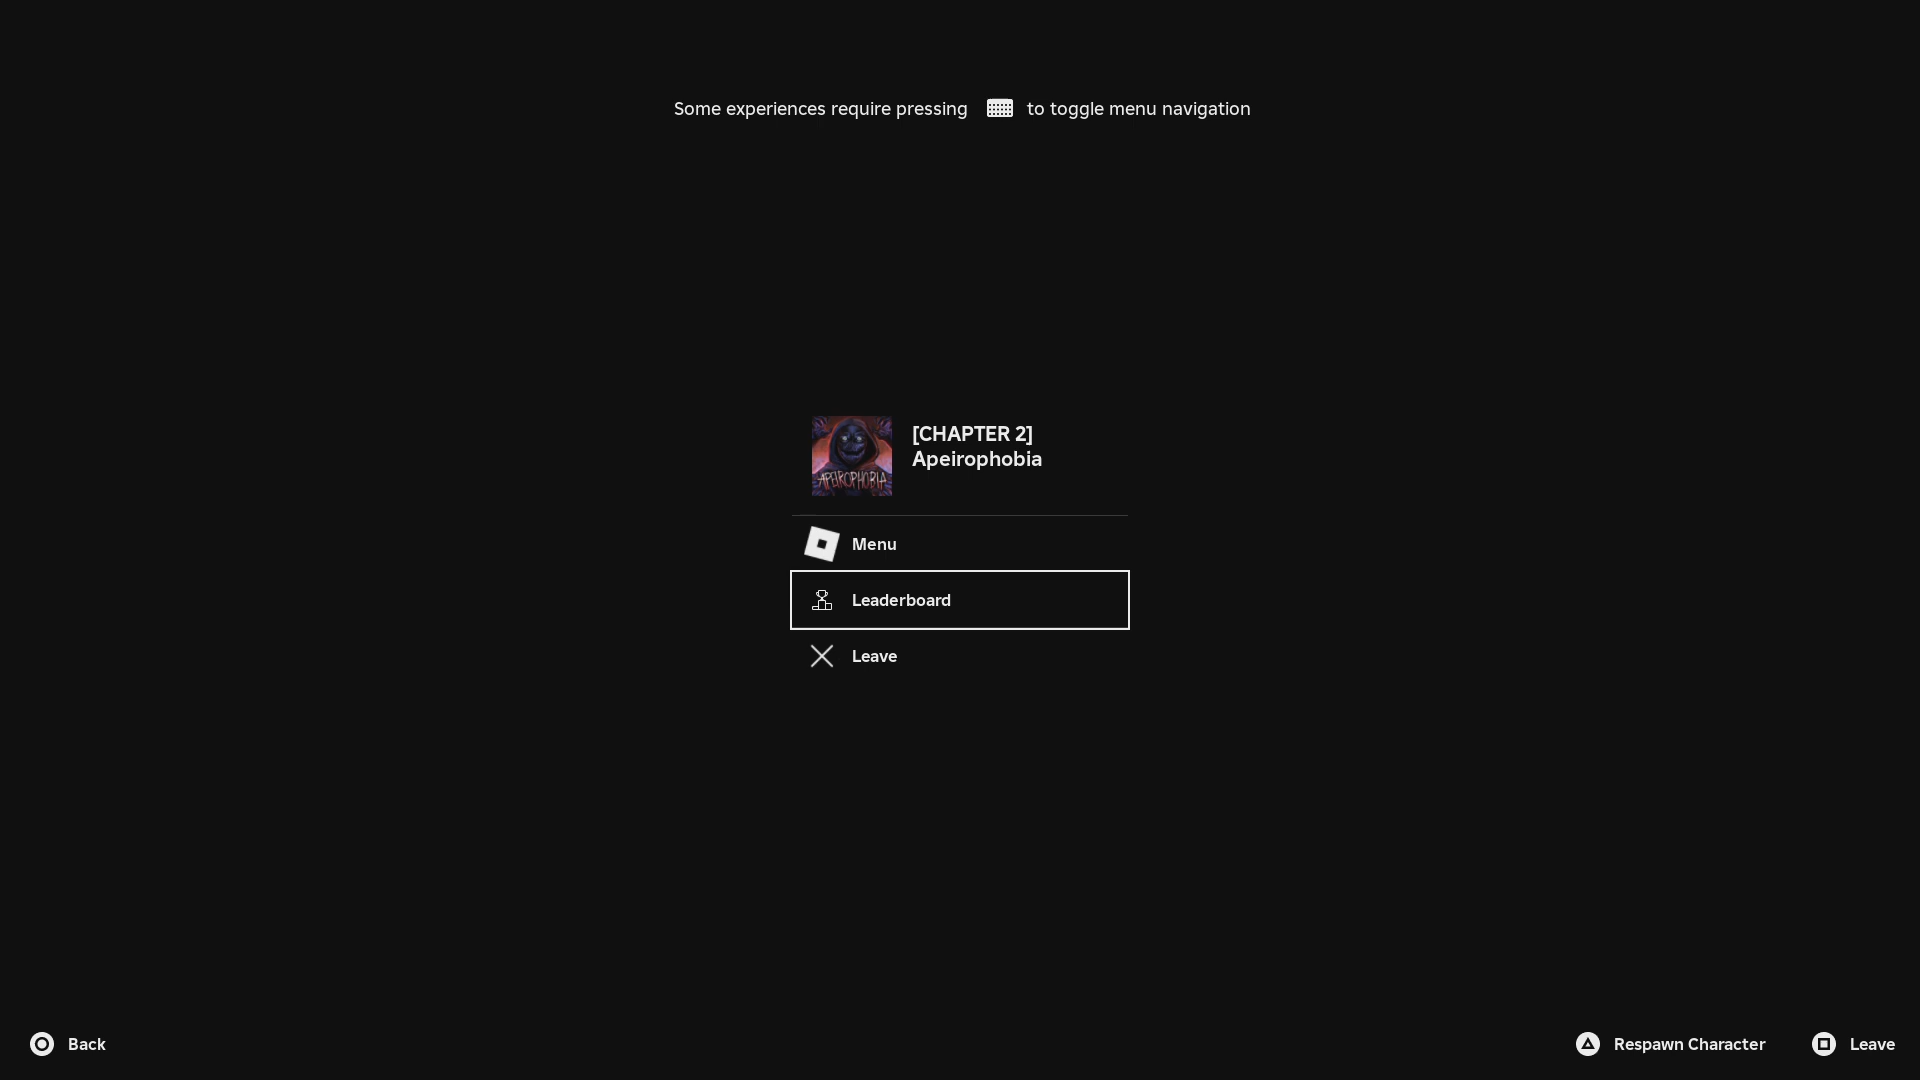 Some experiences require pressing to toggle menu navigation
[CHAPTER 2]
Apeirophobia
APEIROPHOBIA
Menu
Leaderboard
Leave
Back
Respawn Character
Leave